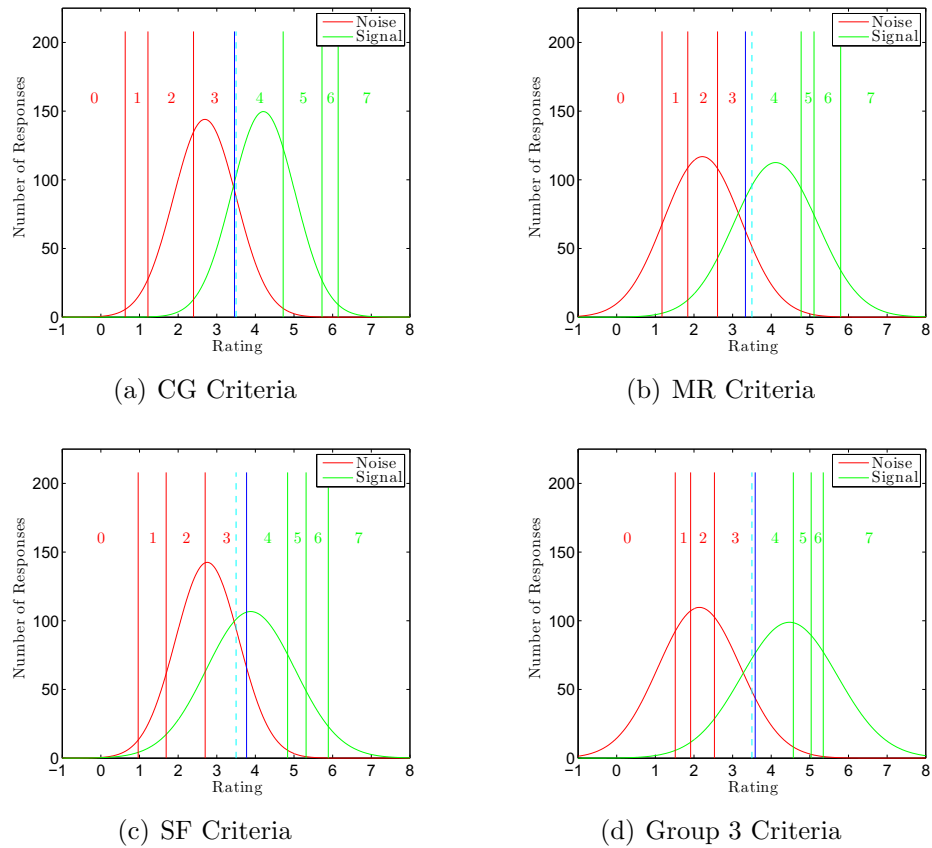 Number of Responses
200
150
100
50
0
0 1 2 3 4 5 6 7
Noise
Signal
−1 0 1 2 3 4 5 6 7 8
Rating
(a) CG Criteria
Number of Responses
200
150
100
50
0
0 1 2 3 4 5 6 7
Noise
Signal
−1 0 1 2 3 4 5 6 7 8
Rating
(b) MR Criteria
Number of Responses
200
150
100
50
0
0 1 2 3 4 5 6 7
Noise
Signal
−1 0 1 2 3 4 5 6 7 8
Rating
(c) SF Criteria
Number of Responses
200
150
100
50
0
0 1 2 3 4 5 6 7
Noise
Signal
−1 0 1 2 3 4 5 6 7 8
Rating
(d) Group 3 Criteria